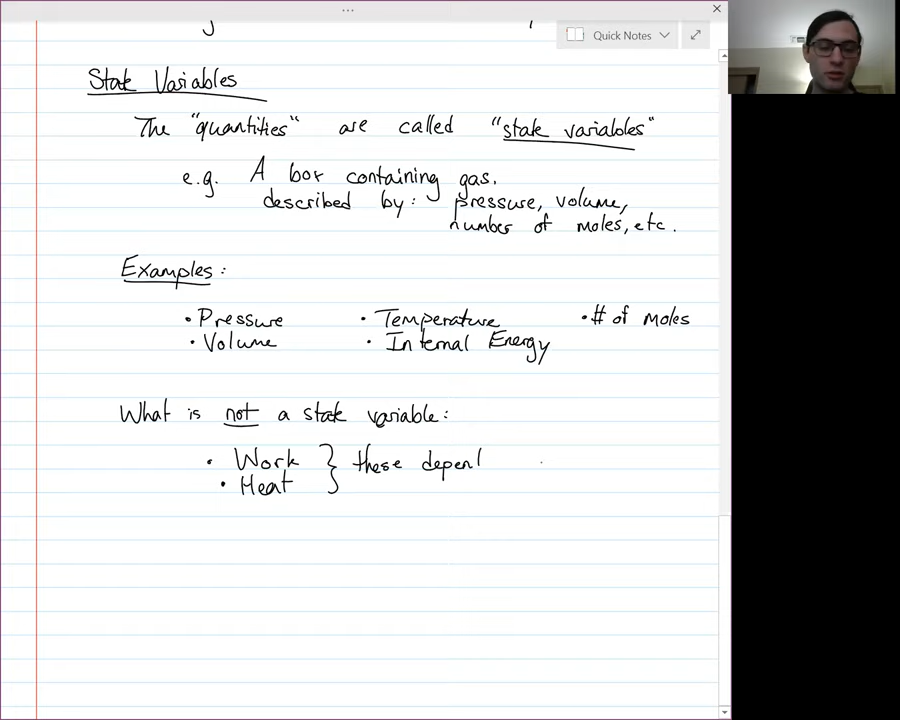 Quick Notes
State Variables
The "quantities" are called "state variables"
e.g. A box containing gas.
described by: pressure, volume,
number of moles, etc.
Examples:
• Pressure • Temperature • # of moles
• Volume • Internal Energy
What is not a state variable:
• Work } these depen
• Heat